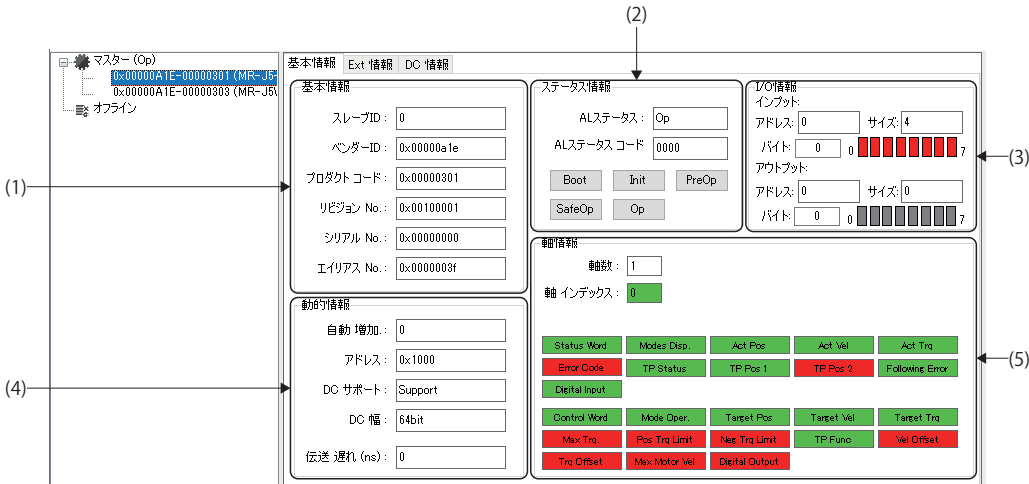 (2)
マスター (Op)
0x00000A1E-00000301 (MR-J5-
0x00000A1E-00000303 (MR-J5\
オフライン
基本情報 Ext 情報 DC 情報
(1)
基本情報
スレーブID : 0
ベンダーID : 0x00000a1e
プロダクト コード : 0x00000301
リビジョン No. : 0x00100001
シリアル No. : 0x00000000
エイリアス No. : 0x0000003f
ステータス情報
ALステータス : Op
ALステータス コード 0000
Boot Init PreOp
SafeOp Op
I/O情報
インプット:
アドレス: 0 サイズ: 4
バイト: 0 0 7
アウトプット:
アドレス: 0 サイズ: 0
バイト: 0 0 7
(3)
(4)
動的情報
自動 増加. : 0
アドレス : 0x1000
DC サポート : Support
DC 幅 : 64bit
伝送 遅れ (ns) : 0
軸情報
軸数 : 1
軸 インデックス : 0
Status Word Modes Disp. Act Pos Act Vel Act Trq
Error Code TP Status TP Pos 1 TP Pos 2 Following Error
Digital Input
Control Word Mode Oper. Target Pos Target Vel Target Trq
Max Trq. Pos Trq Limit Neg Trq Limit TP Func Vel Offset
Trq Offset Max Motor Vel Digital Output
(5)